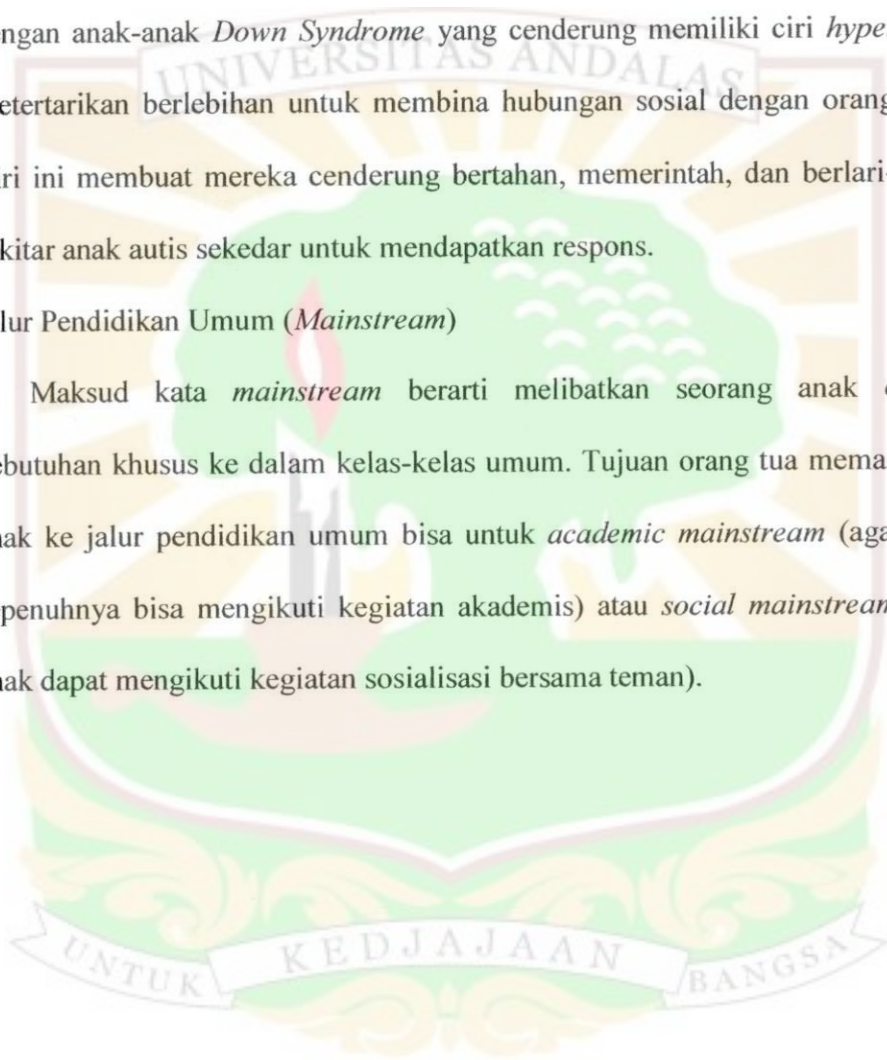 engan anak-anak Down Syndrome yang cenderung memiliki ciri hype
etertarikan berlebihan untuk membina hubungan sosial dengan orang
ri ini membuat mereka cenderung bertahan, memerintah, dan berlari-
kitar anak autis sekedar untuk mendapatkan respons.
lur Pendidikan Umum (Mainstream)
Maksud kata mainstream berarti melibatkan seorang anak
ebutuhan khusus ke dalam kelas-kelas umum. Tujuan orang tua mema
ak ke jalur pendidikan umum bisa untuk academic mainstream (aga
penuhnya bisa mengikuti kegiatan akademis) atau social mainstream
ak dapat mengikuti kegiatan sosialisasi bersama teman).
UNIVERSITAS ANDALAS
UNTUK KEDJAJAAN BANGSA